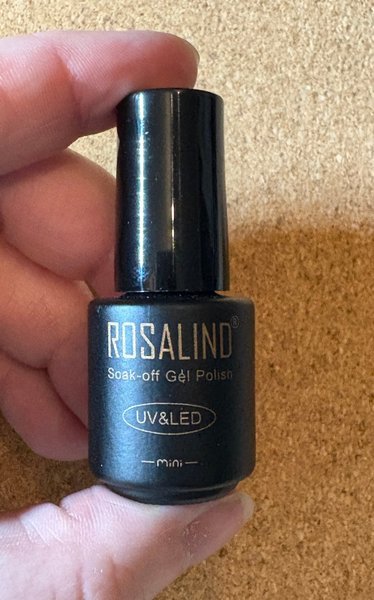 ROSALIND®
Soak-off Gel Polish
UV&LED
mini